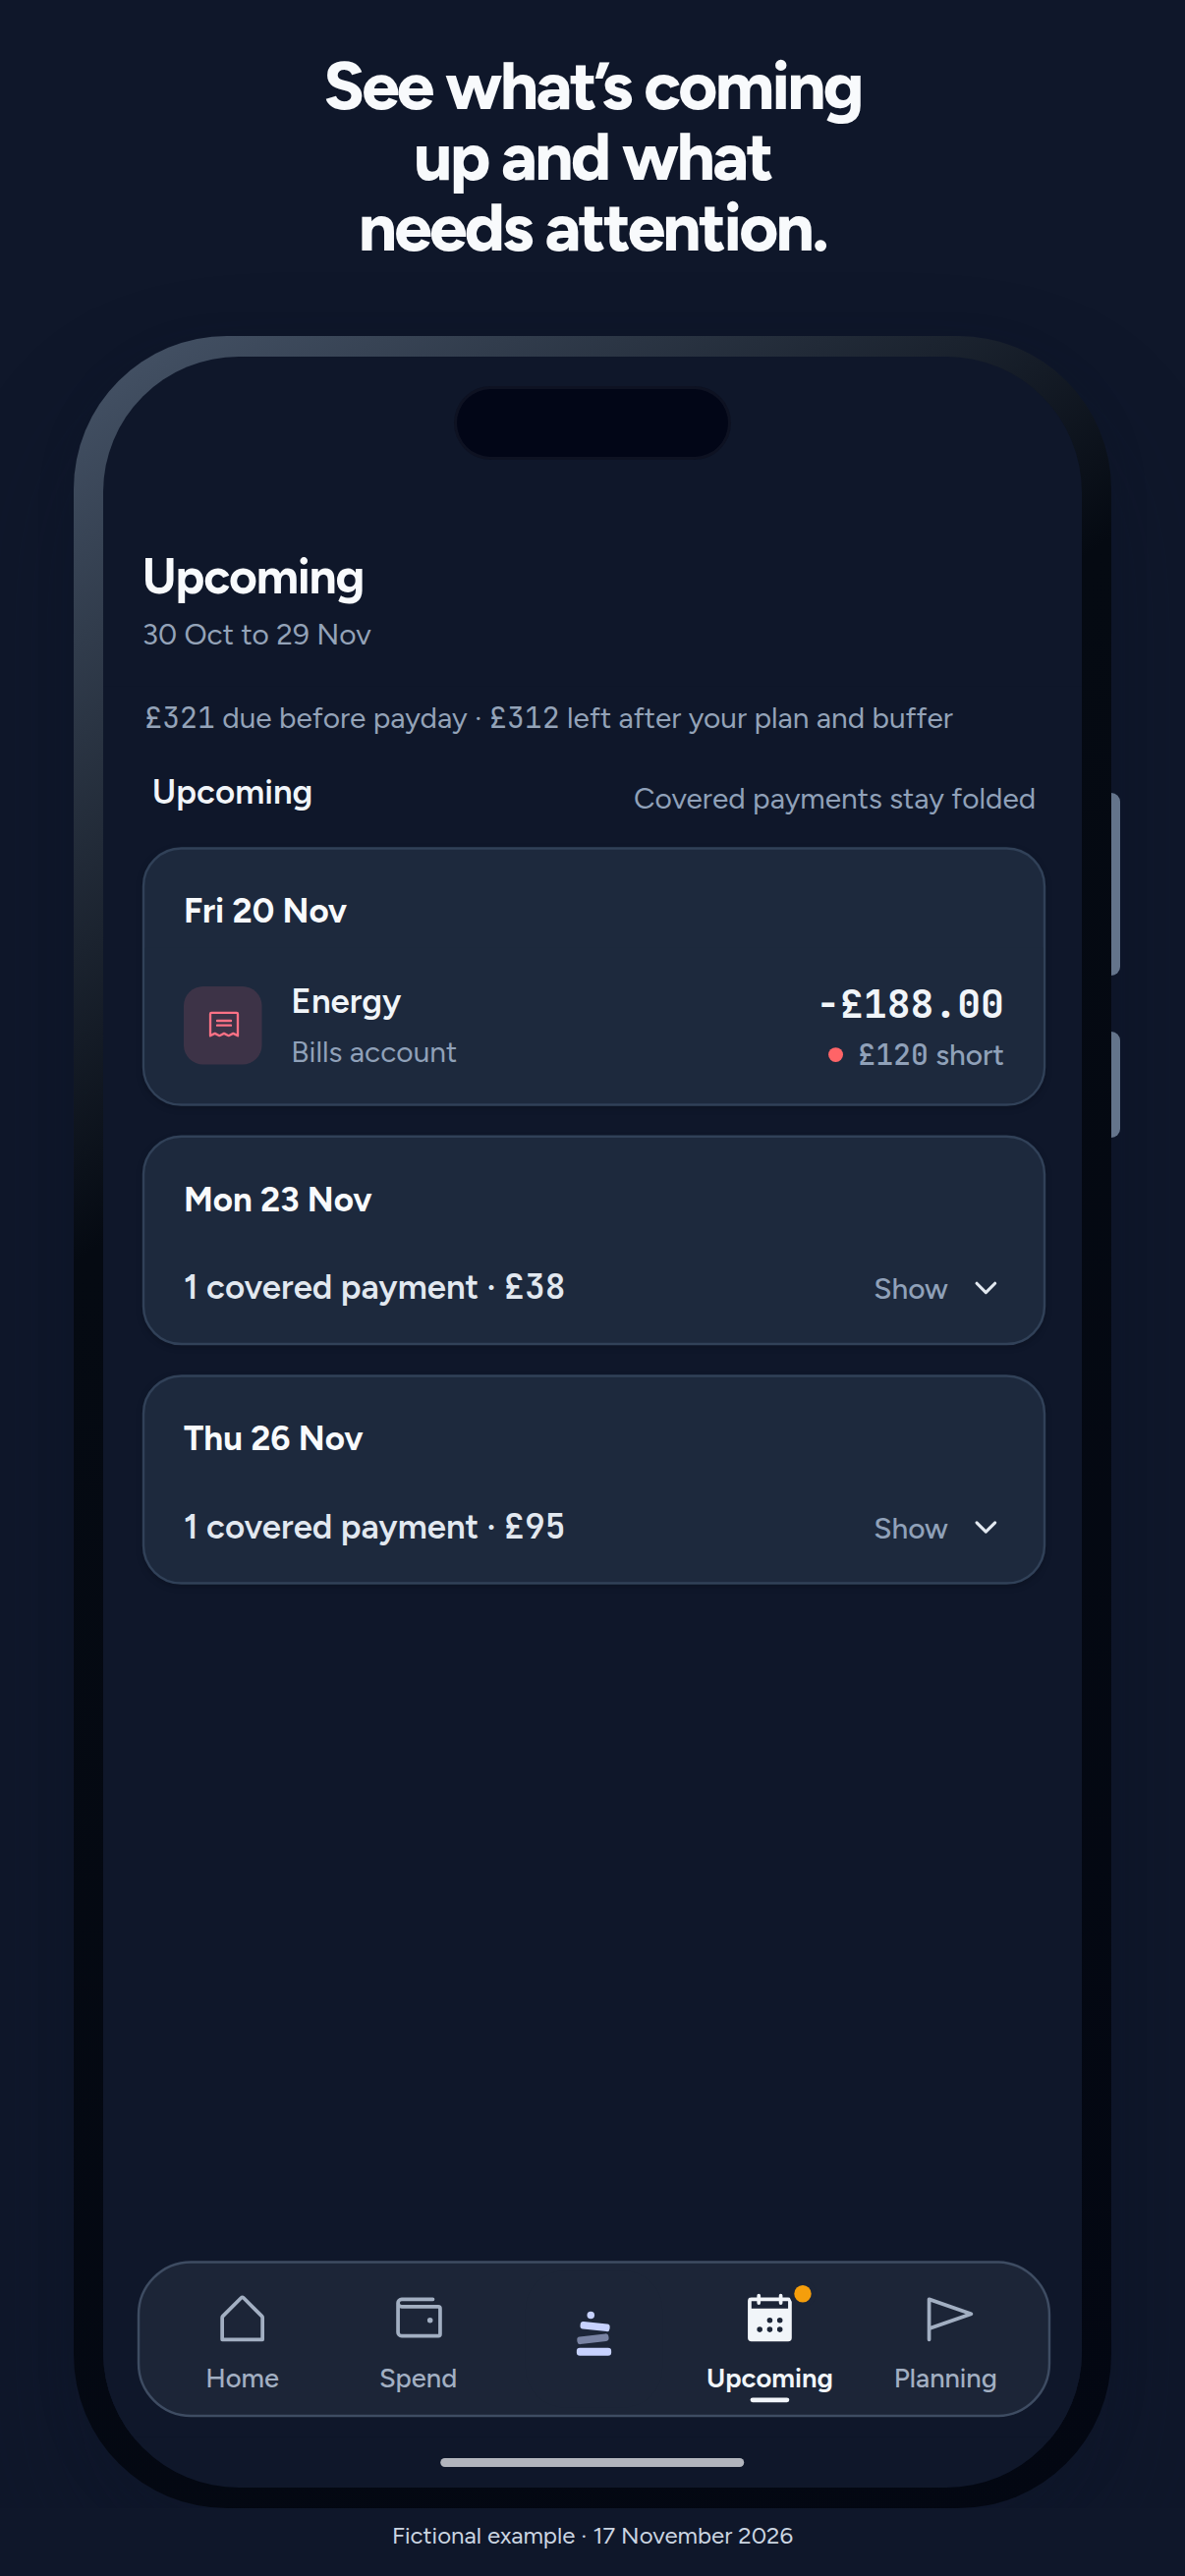 See what’s coming
up and what
needs attention.
Upcoming
30 Oct to 29 Nov
£321 due before payday · £312 left after your plan and buffer
Upcoming
Covered payments stay folded
Fri 20 Nov
Energy
-£188.00
Bills account
£120 short
Mon 23 Nov
1 covered payment · £38
Show
Thu 26 Nov
1 covered payment · £95
Show
Home
Spend
Upcoming
Planning
Fictional example · 17 November 2026